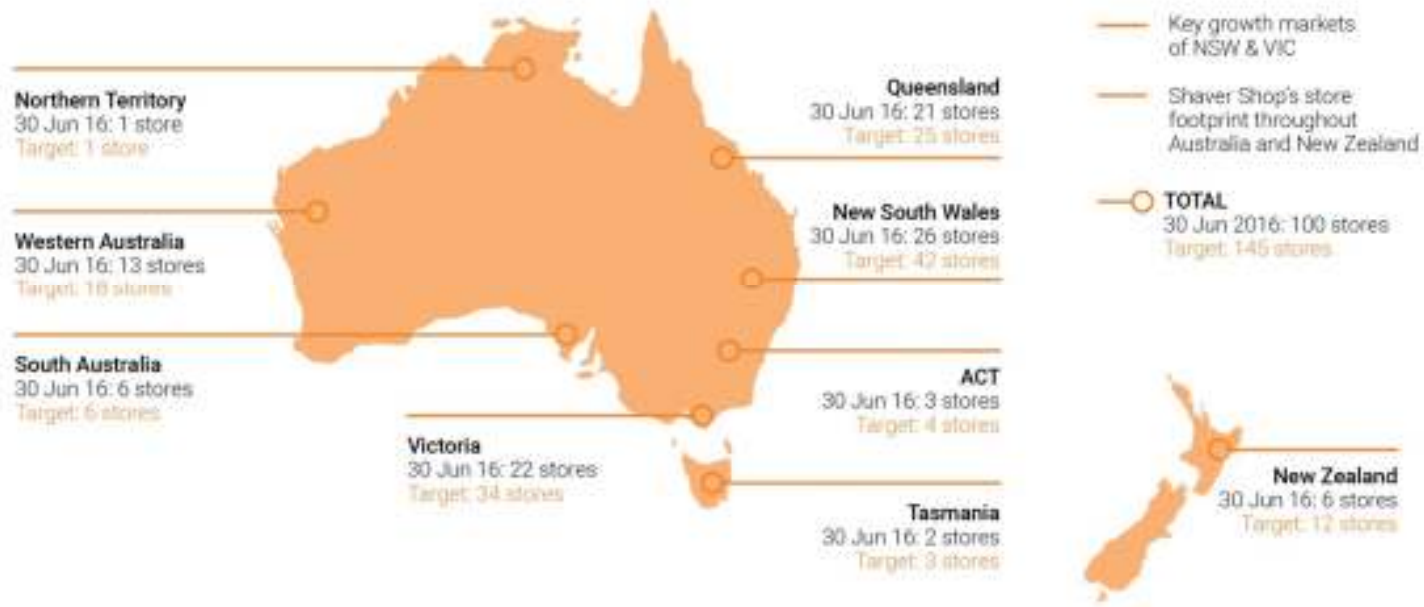 Northern Territory
30 Jun 16: 1 store
Target: 1 store
Western Australia
30 Jun 16: 13 stores
Target: 18 stores
South Australia
30 Jun 16: 6 stores
Target: 6 stores
Victoria
30 Jun 16: 22 stores
Target: 34 stores
Queensland
30 Jun 16: 21 stores
Target: 25 stores
New South Wales
30 Jun 16: 26 stores
Target: 42 stores
ACT
30 Jun 16: 3 stores
Target: 4 stores
Tasmania
30 Jun 16: 2 stores
Target: 3 stores
Key growth markets
of NSW & VIC
Shaver Shop's store
footprint throughout
Australia and New Zealand
TOTAL
30 Jun 2016: 100 stores
Target: 145 stores
New Zealand
30 Jun 16: 6 stores
Target: 12 stores